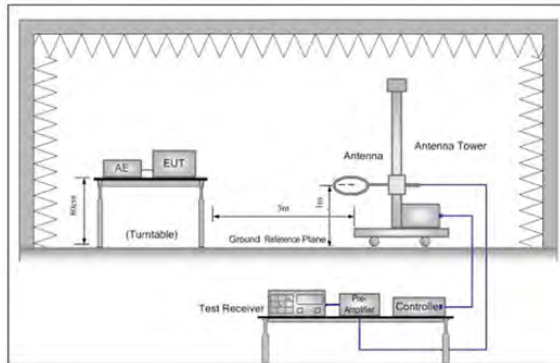 Antenna Tower
Antenna
AE
EUT
80cm
(Turntable)
3m
1m
Ground Reference Plane
Test Receiver
Pre-
Amplifier
Controller